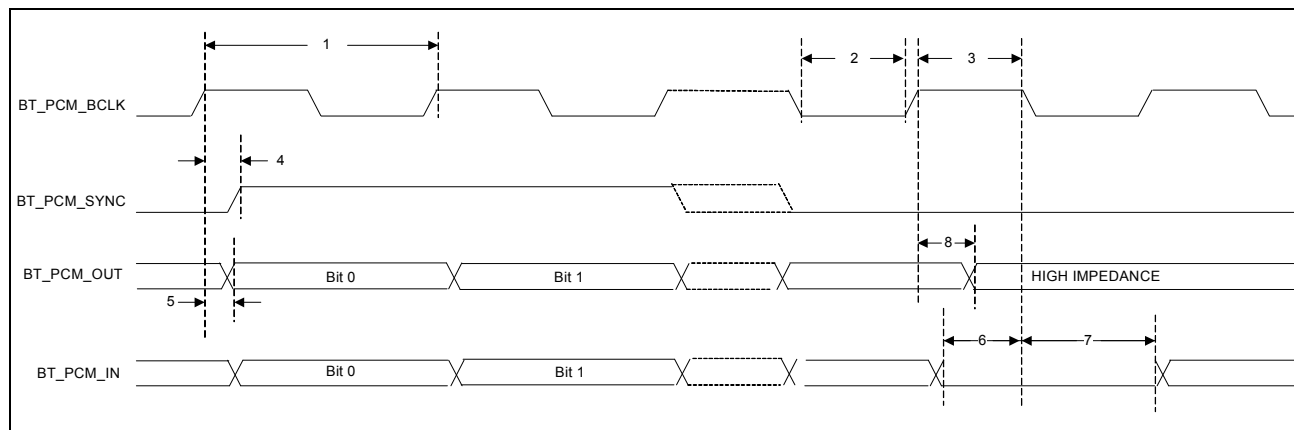 1
2
3
BT_PCM_BCLK
4
BT_PCM_SYNC
8
BT_PCM_OUT
Bit 0
Bit 1
HIGH IMPEDANCE
5
6
7
BT_PCM_IN
Bit 0
Bit 1